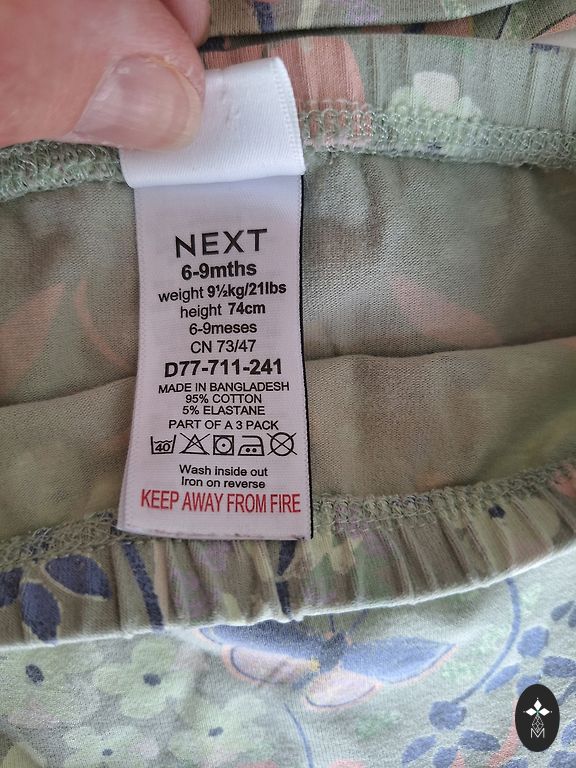 NEXT
6-9mths
weight 9½kg/21lbs
height 74cm
6-9meses
CN 73/47
D77-711-241
MADE IN BANGLADESH
95% COTTON
5% ELASTANE
PART OF A 3 PACK
40
Wash inside out
Iron on reverse
KEEP AWAY FROM FIRE
M